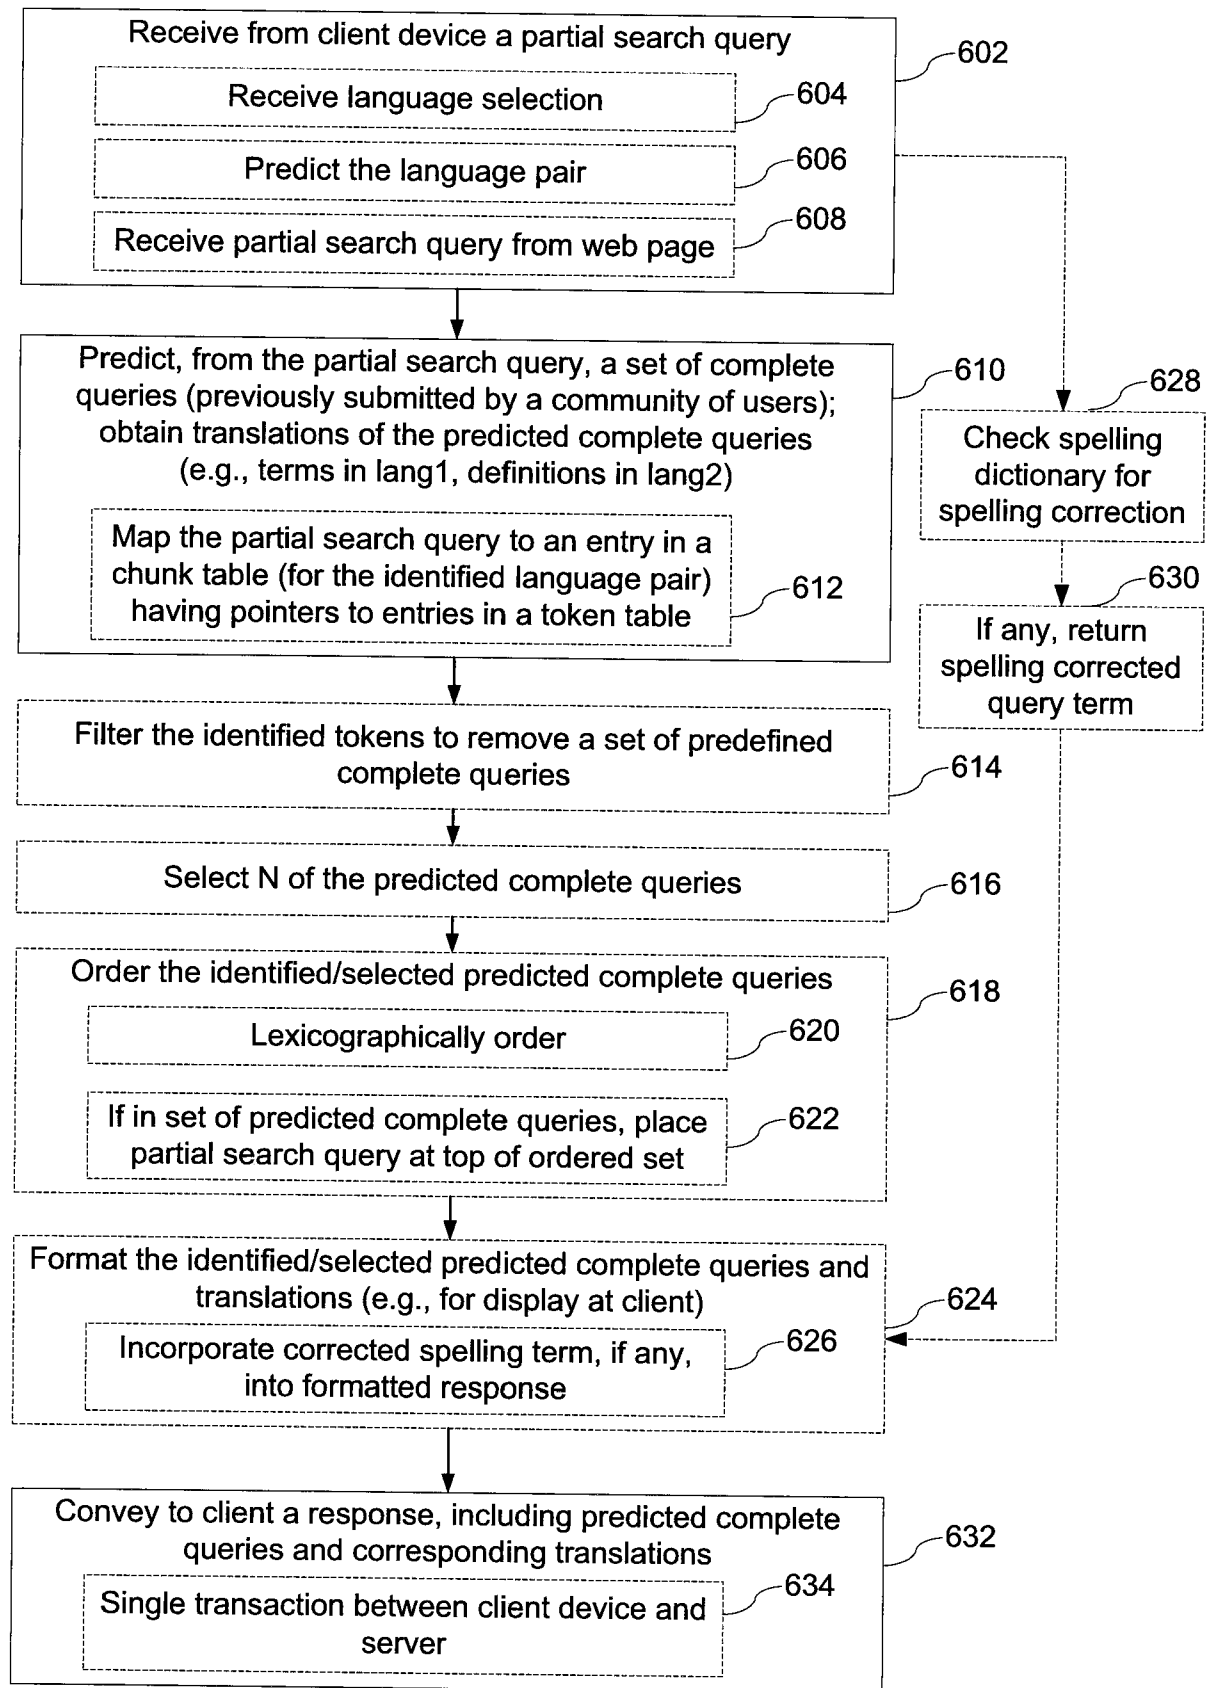 Receive from client device a partial search query
602
Receive language selection
604
Predict the language pair
606
Receive partial search query from web page
608
Predict, from the partial search query, a set of complete
queries (previously submitted by a community of users);
obtain translations of the predicted complete queries
(e.g., terms in lang1, definitions in lang2)
610
Map the partial search query to an entry in a
chunk table (for the identified language pair)
having pointers to entries in a token table
612
628
Check spelling
dictionary for
spelling correction
630
If any, return
spelling corrected
query term
Filter the identified tokens to remove a set of predefined
complete queries
614
Select N of the predicted complete queries
616
Order the identified/selected predicted complete queries
618
Lexicographically order
620
If in set of predicted complete queries, place
partial search query at top of ordered set
622
Format the identified/selected predicted complete queries and
translations (e.g., for display at client)
624
Incorporate corrected spelling term, if any,
into formatted response
626
Convey to client a response, including predicted complete
queries and corresponding translations
632
Single transaction between client device and
server
634